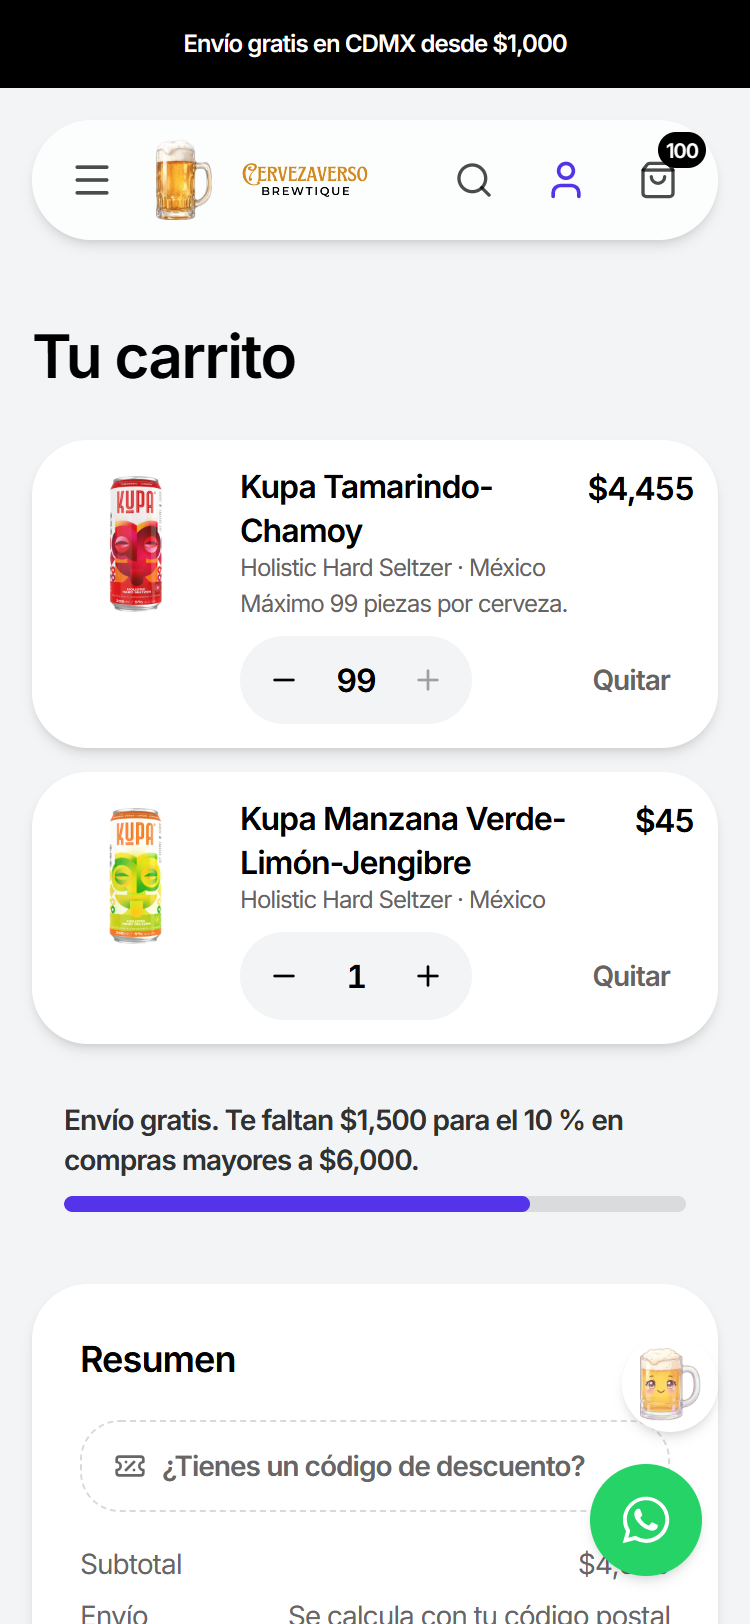 Envío gratis en CDMX desde $1,000
CERVEZAVERSO
BREWTIQUE
100
Tu carrito
KUPA
Kupa Tamarindo-
Chamoy
$4,455
Holistic Hard Seltzer · México
Máximo 99 piezas por cerveza.
99
Quitar
KUPA
Kupa Manzana Verde-
Limón-Jengibre
$45
Holistic Hard Seltzer · México
1
Quitar
Envío gratis. Te faltan $1,500 para el 10 % en
compras mayores a $6,000.
Resumen
¿Tienes un código de descuento?
Subtotal
$4,
Envío
Se calcula con tu código postal